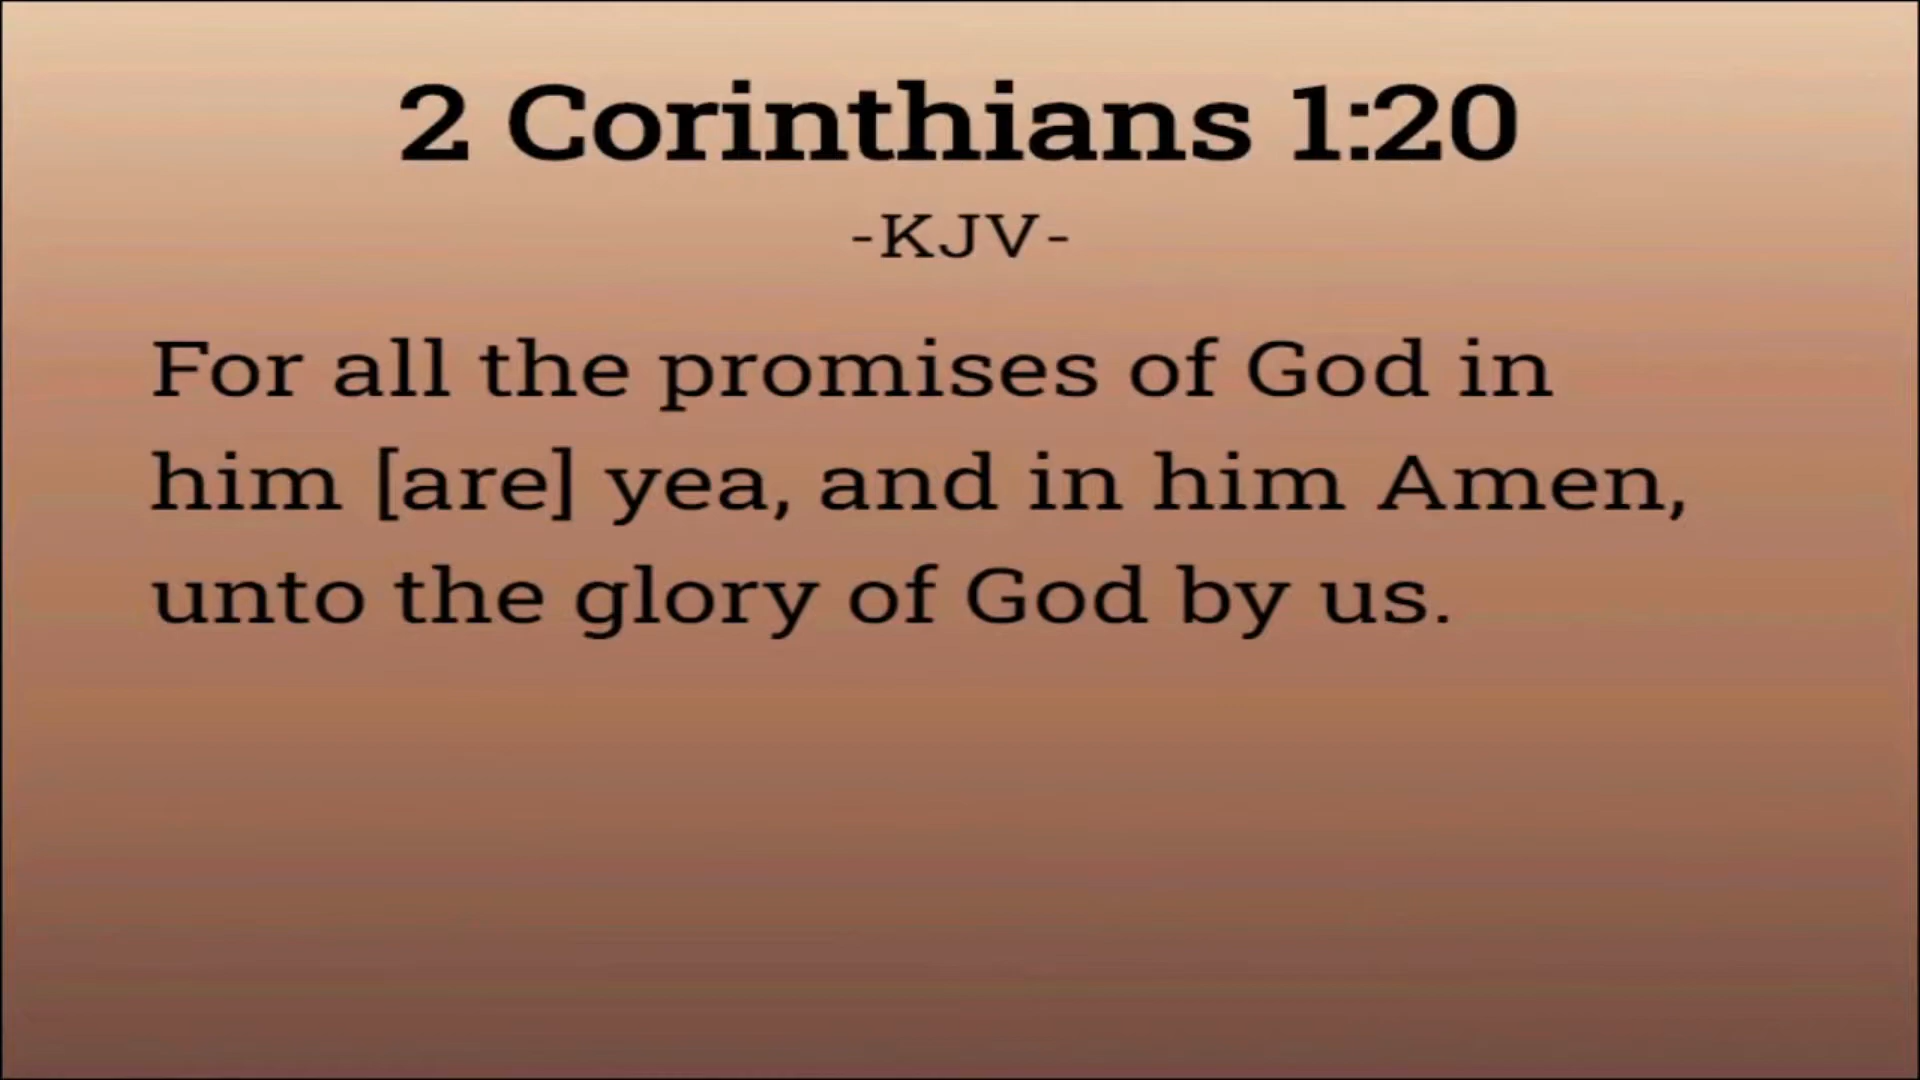 2 Corinthians 1:20
-KJV-
For all the promises of God in
him [are] yea, and in him Amen,
unto the glory of God by us.